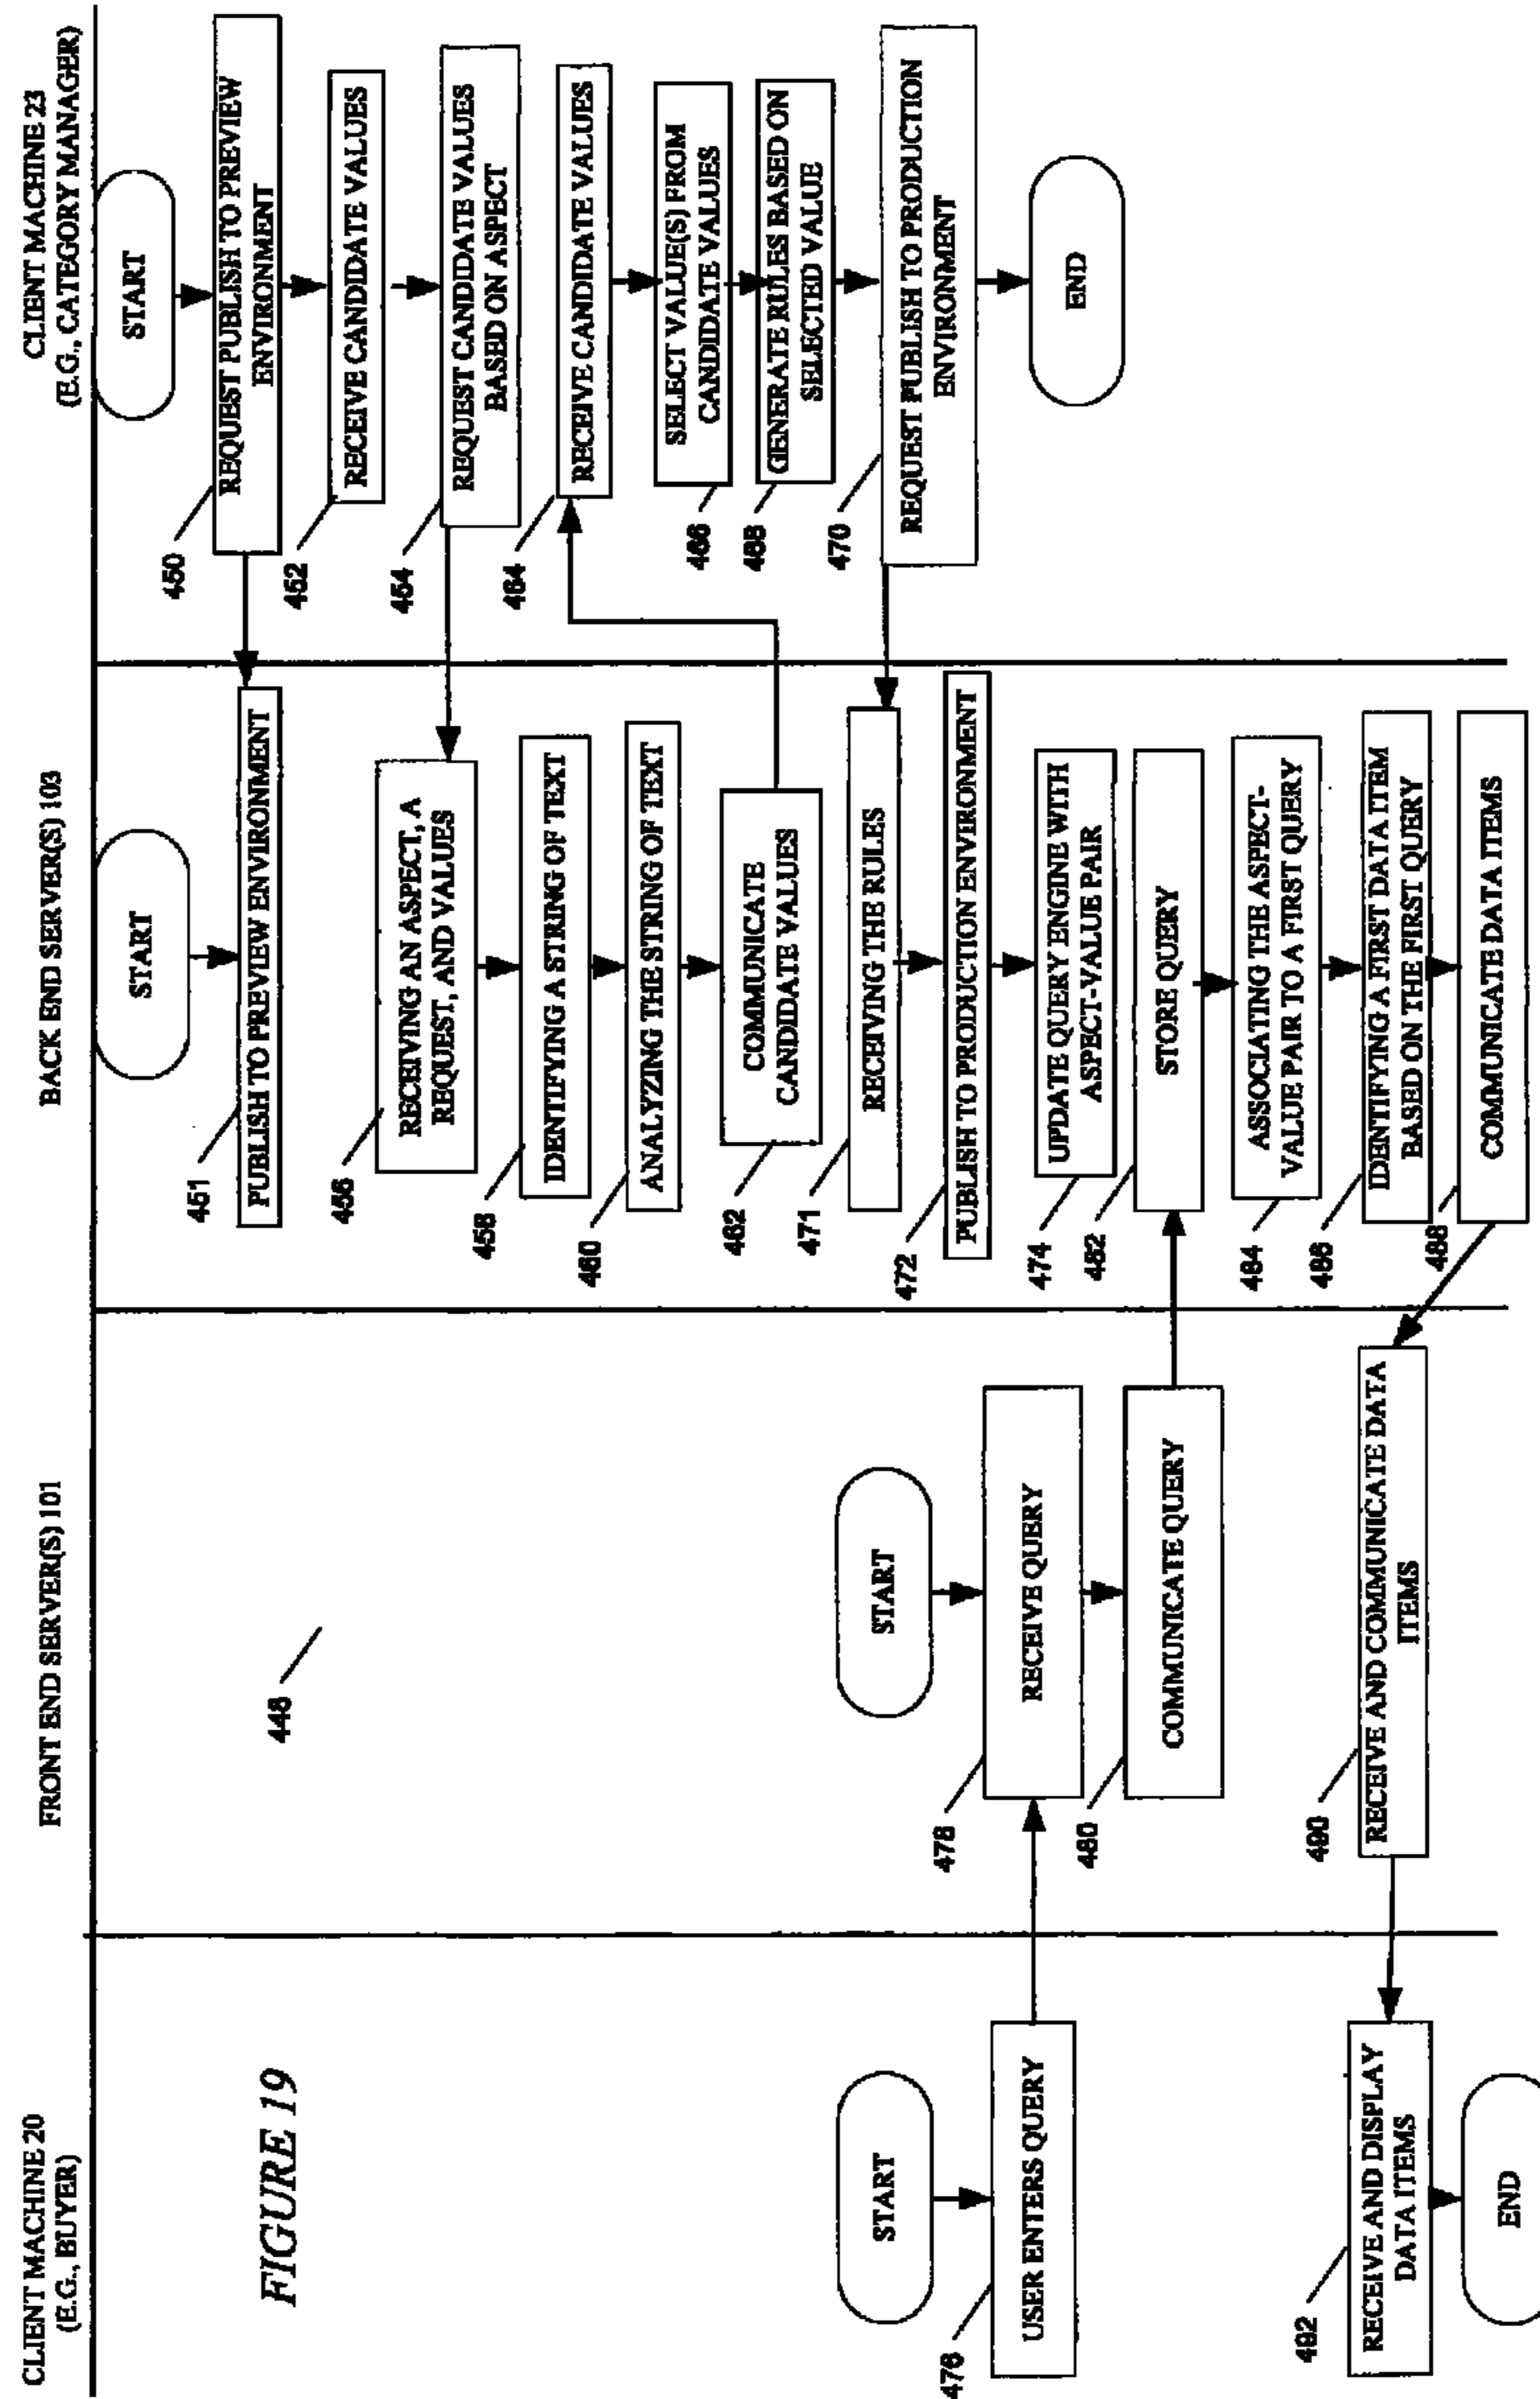 CLIENT MACHINE 20
(E.G., BUYER)
FIGURE 19
START
476
USER ENTERS QUERY
492
RECEIVE AND DISPLAY
DATA ITEMS
END
FRONT END SERVER(S) 101
448
START
478
RECEIVE QUERY
480
COMMUNICATE QUERY
490
RECEIVE AND COMMUNICATE DATA
ITEMS
BACK END SERVER(S) 103
START
451
PUBLISH TO PREVIEW ENVIRONMENT
456
RECEIVING AN ASPECT, A
REQUEST, AND VALUES
458
IDENTIFYING A STRING OF TEXT
460
ANALYZING THE STRING OF TEXT
462
COMMUNICATE
CANDIDATE VALUES
471
RECEIVING THE RULES
472
PUBLISH TO PRODUCTION ENVIRONMENT
474
UPDATE QUERY ENGINE WITH
ASPECT-VALUE PAIR
482
STORE QUERY
484
ASSOCIATING THE ASPECT-
VALUE PAIR TO A FIRST QUERY
486
IDENTIFYING A FIRST DATA ITEM
BASED ON THE FIRST QUERY
488
COMMUNICATE DATA ITEMS
CLIENT MACHINE 23
(E.G., CATEGORY MANAGER)
START
450
REQUEST PUBLISH TO PREVIEW
ENVIRONMENT
452
RECEIVE CANDIDATE VALUES
454
REQUEST CANDIDATE VALUES
BASED ON ASPECT
464
RECEIVE CANDIDATE VALUES
466
SELECT VALUE(S) FROM
CANDIDATE VALUES
468
GENERATE RULES BASED ON
SELECTED VALUE
470
REQUEST PUBLISH TO PRODUCTION
ENVIRONMENT
END